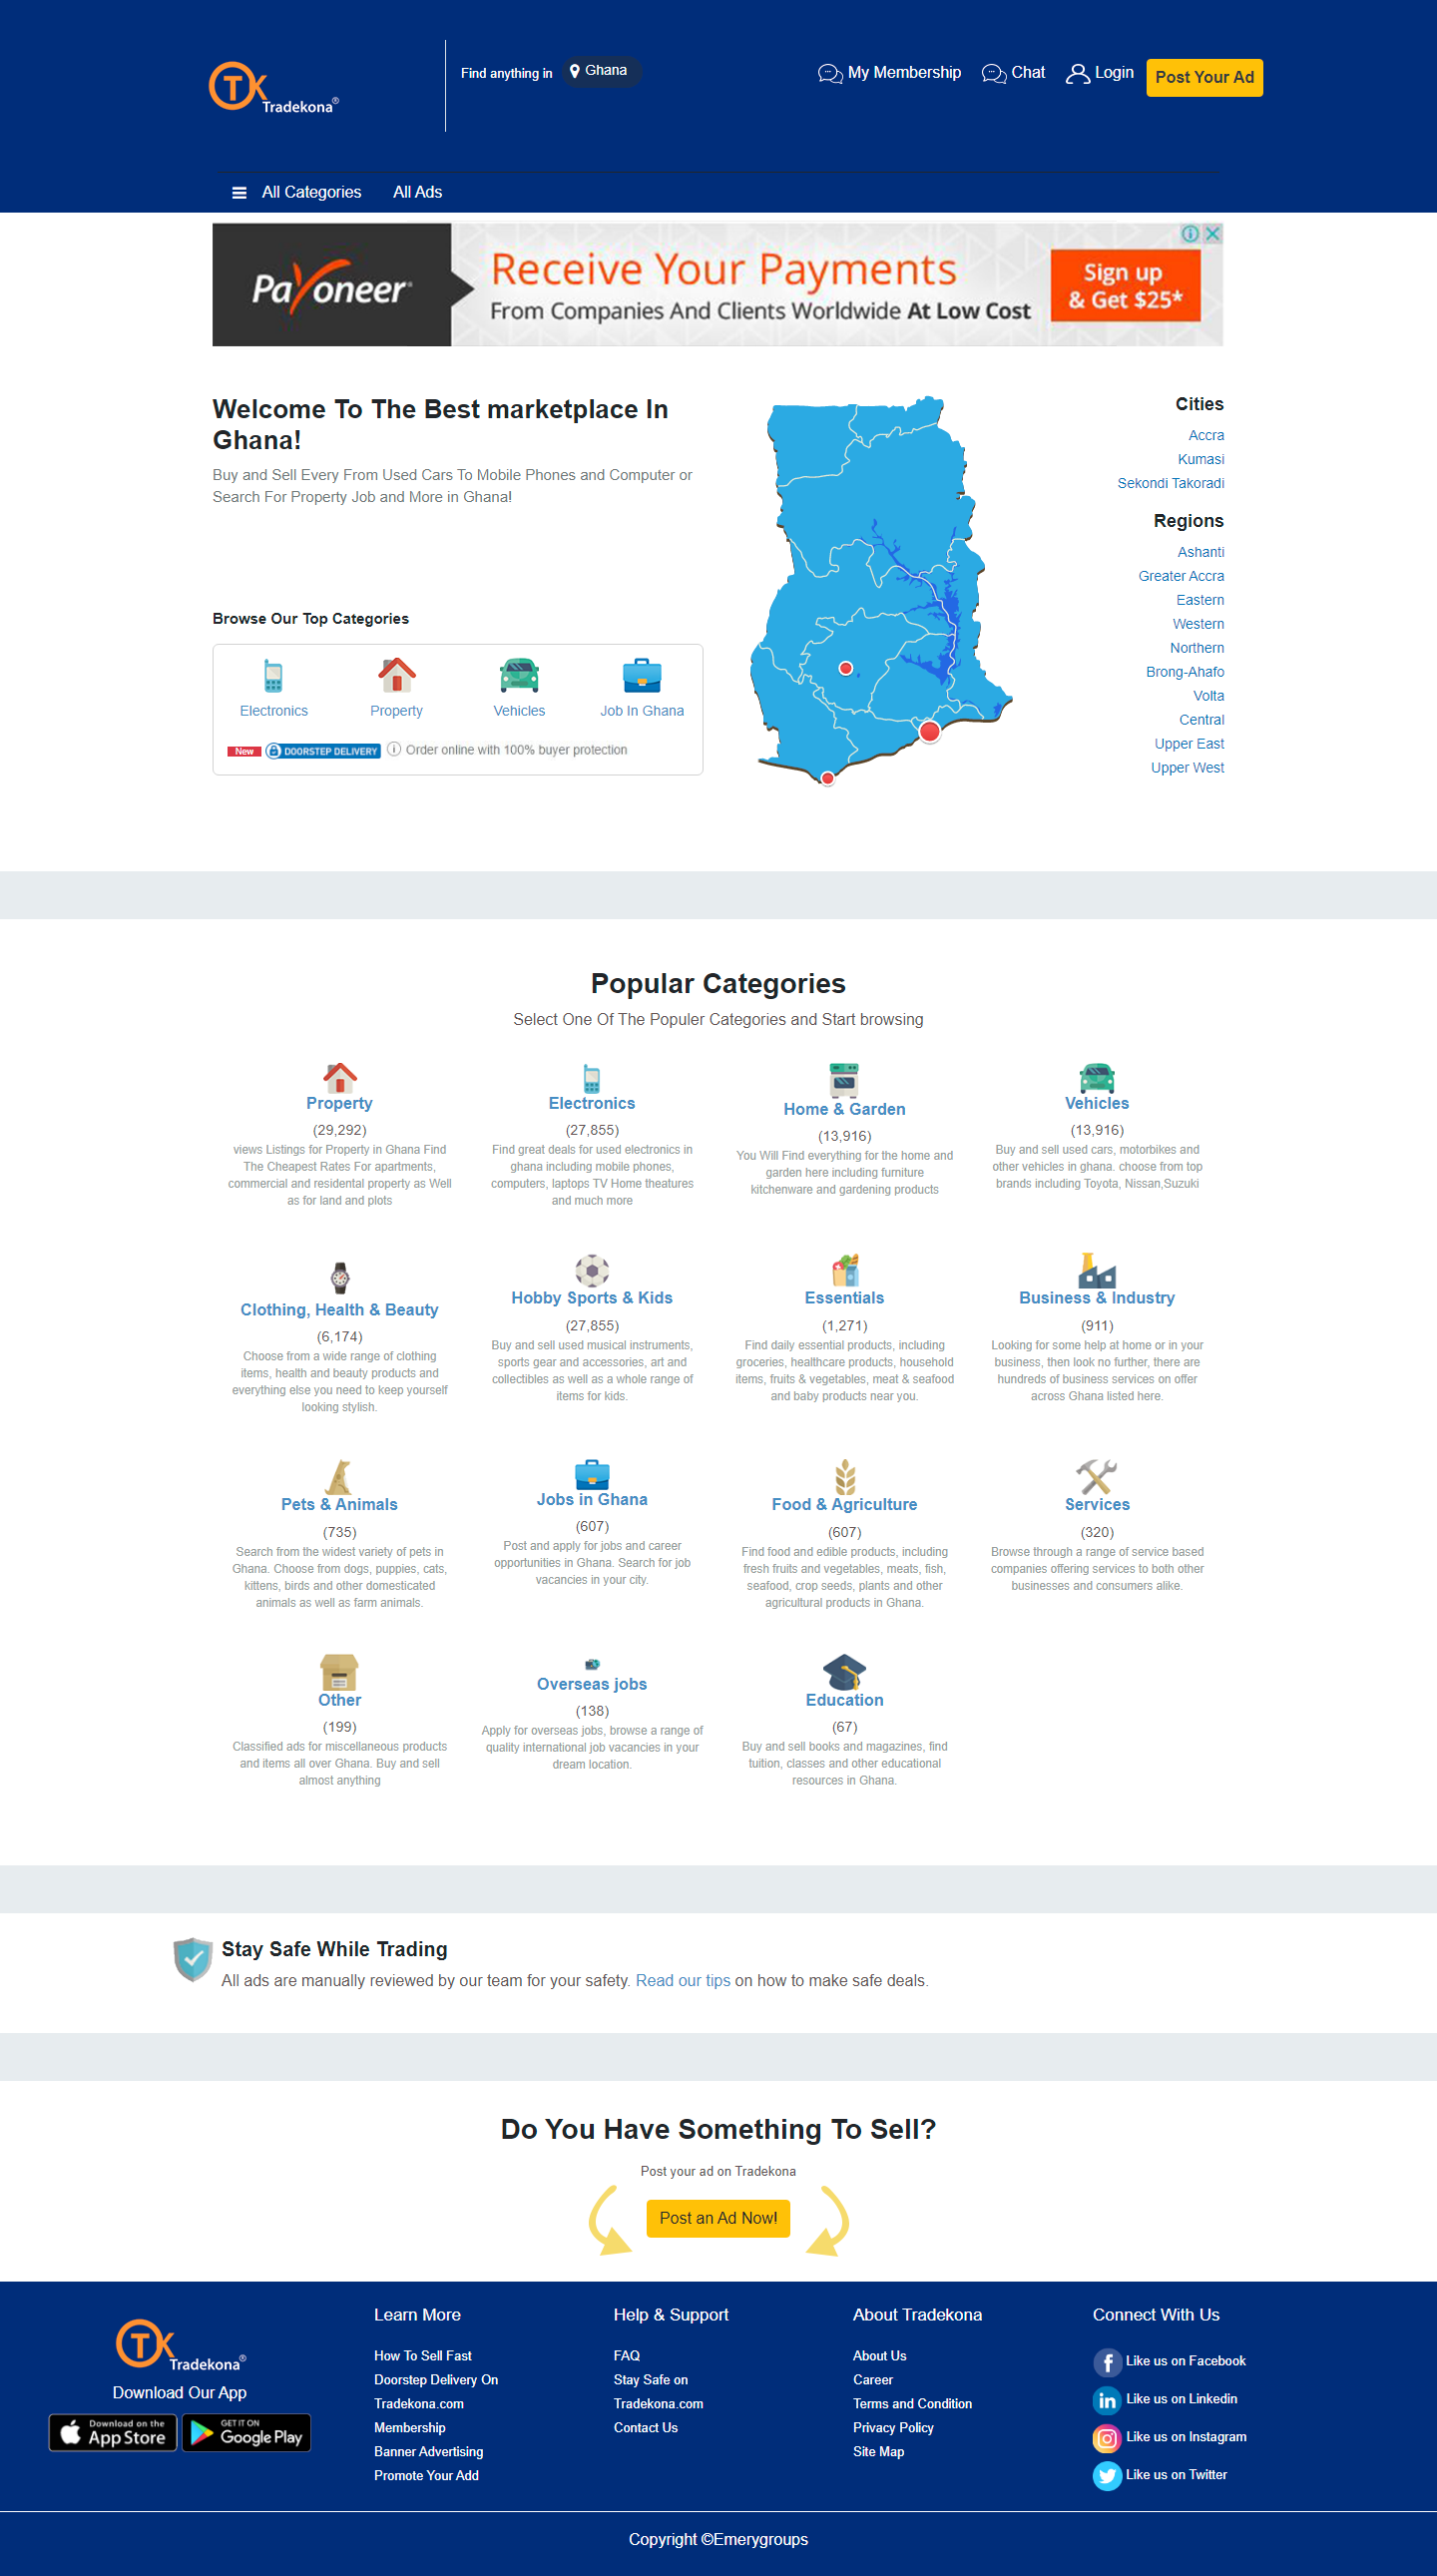 TK Tradekona®
Find anything in Ghana
My Membership Chat Login Post Your Ad
All Categories All Ads
Payoneer®
Receive Your Payments
From Companies And Clients Worldwide At Low Cost
Sign up
& Get $25*
Welcome To The Best marketplace In
Ghana!
Buy and Sell Every From Used Cars To Mobile Phones and Computer or
Search For Property Job and More in Ghana!
Browse Our Top Categories
Electronics Property Vehicles Job In Ghana
New DOORSTEP DELIVERY Order online with 100% buyer protection
Cities
Accra
Kumasi
Sekondi Takoradi
Regions
Ashanti
Greater Accra
Eastern
Western
Northern
Brong-Ahafo
Volta
Central
Upper East
Upper West
Popular Categories
Select One Of The Populer Categories and Start browsing
Property
(29,292)
views Listings for Property in Ghana Find
The Cheapest Rates For apartments,
commercial and residental property as Well
as for land and plots
Electronics
(27,855)
Find great deals for used electronics in
ghana including mobile phones,
computers, laptops TV Home theatures
and much more
Home & Garden
(13,916)
You Will Find everything for the home and
garden here including furniture
kitchenware and gardening products
Vehicles
(13,916)
Buy and sell used cars, motorbikes and
other vehicles in ghana. choose from top
brands including Toyota, Nissan,Suzuki
Clothing, Health & Beauty
(6,174)
Choose from a wide range of clothing
items, health and beauty products and
everything else you need to keep yourself
looking stylish.
Hobby Sports & Kids
(27,855)
Buy and sell used musical instruments,
sports gear and accessories, art and
collectibles as well as a whole range of
items for kids.
Essentials
(1,271)
Find daily essential products, including
groceries, healthcare products, household
items, fruits & vegetables, meat & seafood
and baby products near you.
Business & Industry
(911)
Looking for some help at home or in your
business, then look no further, there are
hundreds of business services on offer
across Ghana listed here.
Pets & Animals
(735)
Search from the widest variety of pets in
Ghana. Choose from dogs, puppies, cats,
kittens, birds and other domesticated
animals as well as farm animals.
Jobs in Ghana
(607)
Post and apply for jobs and career
opportunities in Ghana. Search for job
vacancies in your city.
Food & Agriculture
(607)
Find food and edible products, including
fresh fruits and vegetables, meats, fish,
seafood, crop seeds, plants and other
agricultural products in Ghana.
Services
(320)
Browse through a range of service based
companies offering services to both other
businesses and consumers alike.
Other
(199)
Classified ads for miscellaneous products
and items all over Ghana. Buy and sell
almost anything
Overseas jobs
(138)
Apply for overseas jobs, browse a range of
quality international job vacancies in your
dream location.
Education
(67)
Buy and sell books and magazines, find
tuition, classes and other educational
resources in Ghana.
Stay Safe While Trading
All ads are manually reviewed by our team for your safety. Read our tips on how to make safe deals.
Do You Have Something To Sell?
Post your ad on Tradekona
Post an Ad Now!
TK Tradekona®
Download Our App
Download on the
App Store
GET IT ON
Google Play
Learn More
How To Sell Fast
Doorstep Delivery On
Tradekona.com
Membership
Banner Advertising
Promote Your Add
Help & Support
FAQ
Stay Safe on
Tradekona.com
Contact Us
About Tradekona
About Us
Career
Terms and Condition
Privacy Policy
Site Map
Connect With Us
Like us on Facebook
Like us on Linkedin
Like us on Instagram
Like us on Twitter
Copyright ©Emerygroups